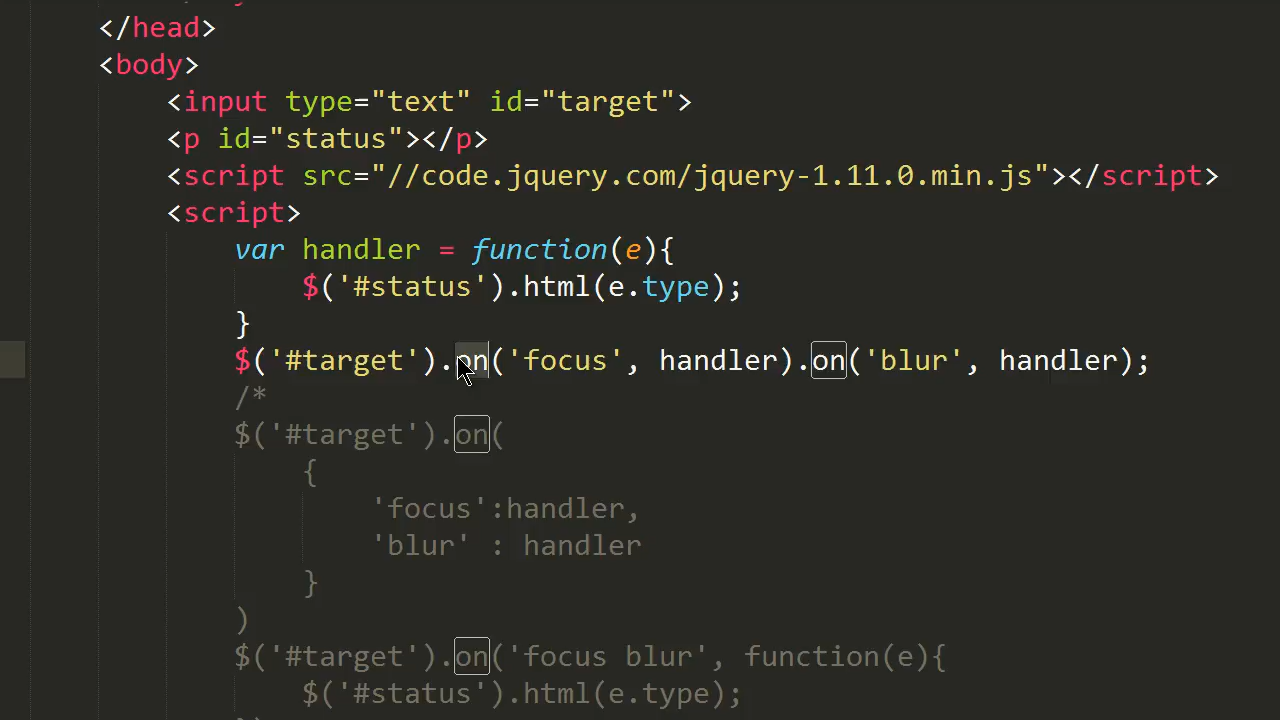 </head>
<body>
<input type="text" id="target">
<p id="status"></p>
<script src="//code.jquery.com/jquery-1.11.0.min.js"></script>
<script>
var handler = function(e){
$('#status').html(e.type);
}
$('#target').on('focus', handler).on('blur', handler);
/*
$('#target').on(
{
'focus':handler,
'blur' : handler
}
)
$('#target').on('focus blur', function(e){
$('#status').html(e.type);